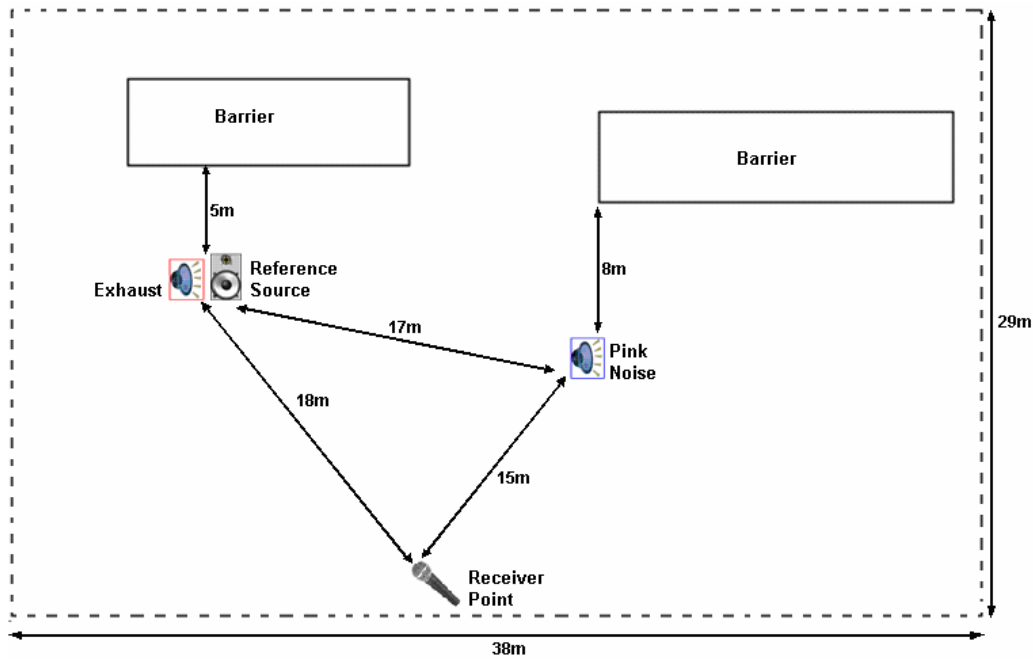 Barrier
Barrier
5m
8m
Exhaust
Reference
Source
29m
17m
Pink
Noise
18m
15m
Receiver
Point
38m